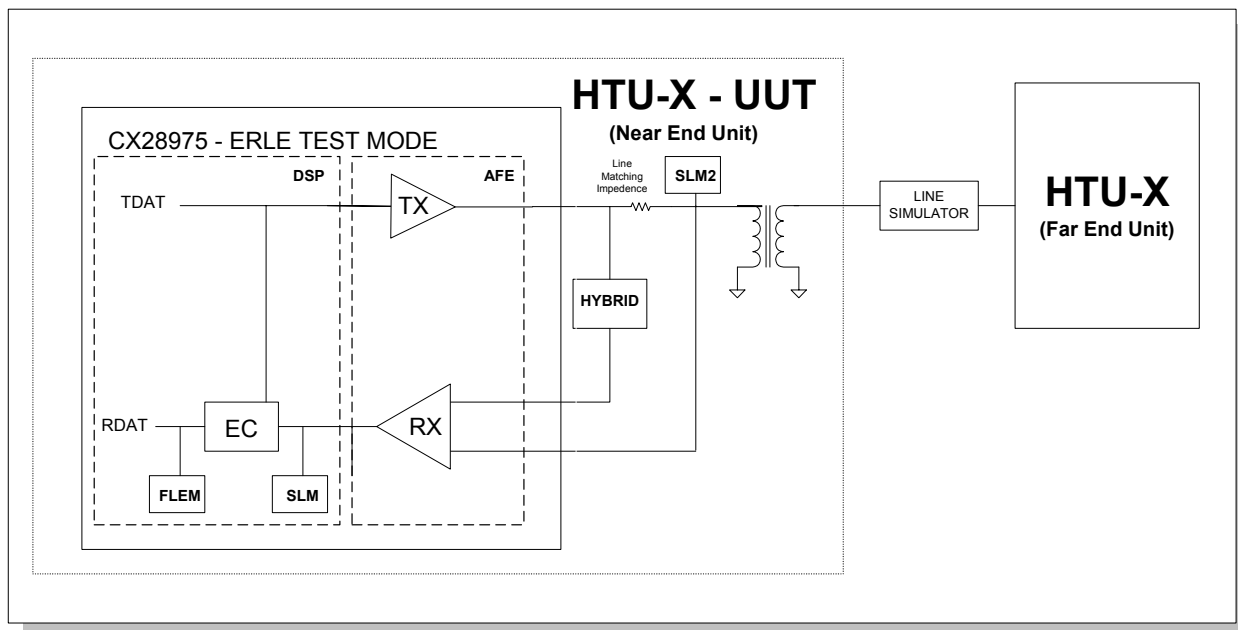 HTU-X - UUT
(Near End Unit)
CX28975 - ERLE TEST MODE
DSP
AFE
Line
Matching
Impedence
SLM2
TDAT
TX
LINE
SIMULATOR
HTU-X
(Far End Unit)
HYBRID
RDAT
EC
RX
FLEM
SLM